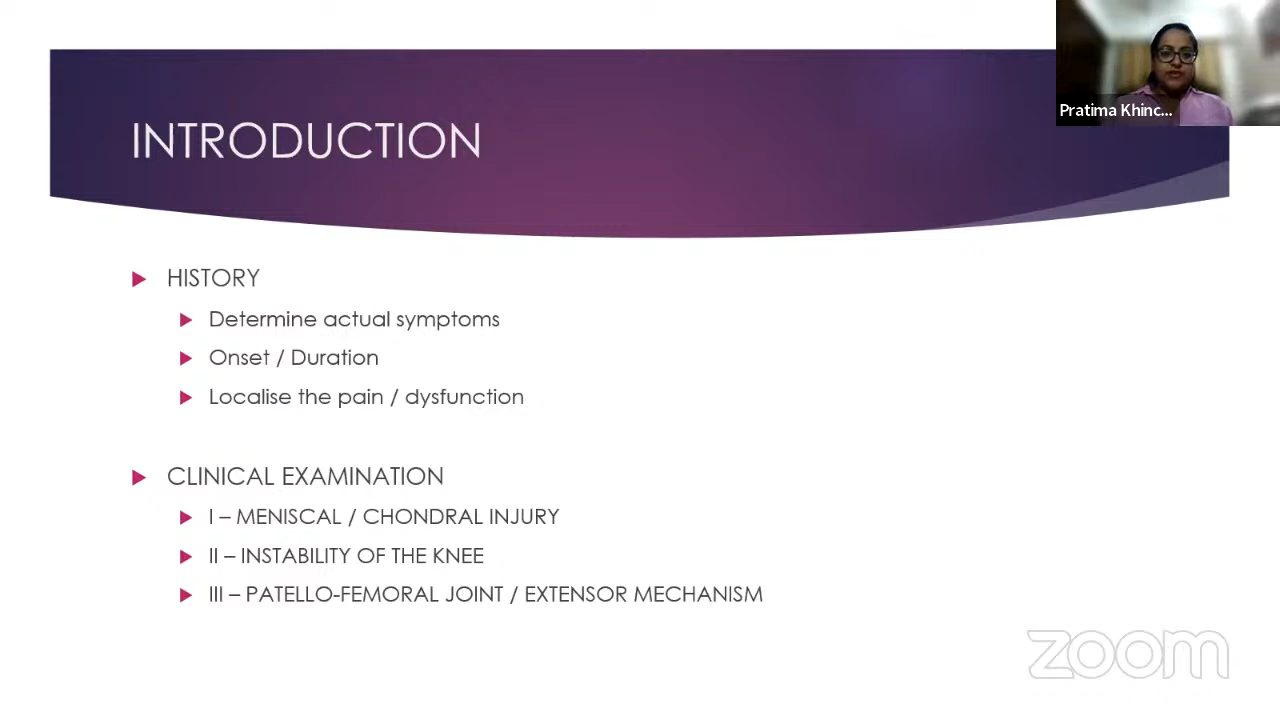 INTRODUCTION
Pratima Khinc...
HISTORY
Determine actual symptoms
Onset / Duration
Localise the pain / dysfunction
CLINICAL EXAMINATION
I – MENISCAL / CHONDRAL INJURY
II – INSTABILITY OF THE KNEE
III – PATELLO-FEMORAL JOINT / EXTENSOR MECHANISM
zoom